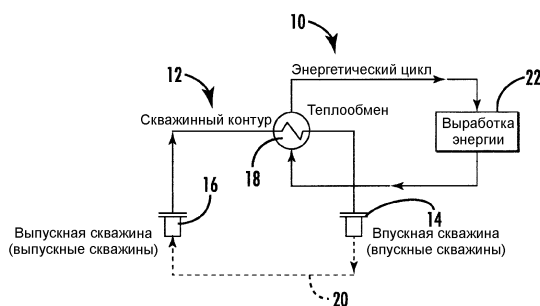 10
Энергетический цикл
22
12
Скважинный контур
Теплообмен
Выработка
энергии
18
16
14
Выпускная скважина
(выпускные скважины)
Впускная скважина
(впускные скважины)
20